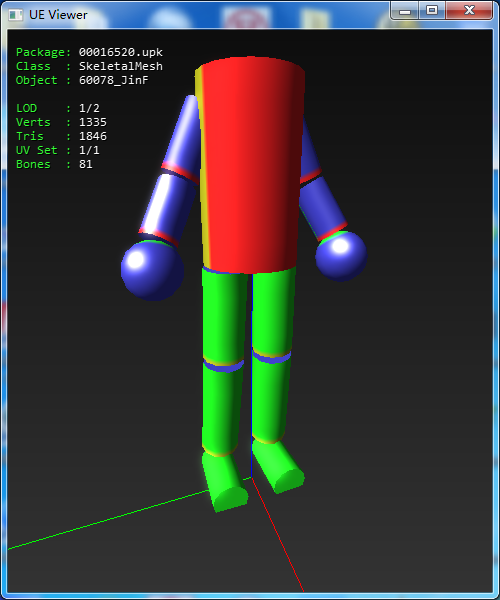 UE Viewer
Package: 00016520.upk
Class  : SkeletalMesh
Object : 60078_JinF
LOD    : 1/2
Verts  : 1335
Tris   : 1846
UV Set : 1/1
Bones  : 81